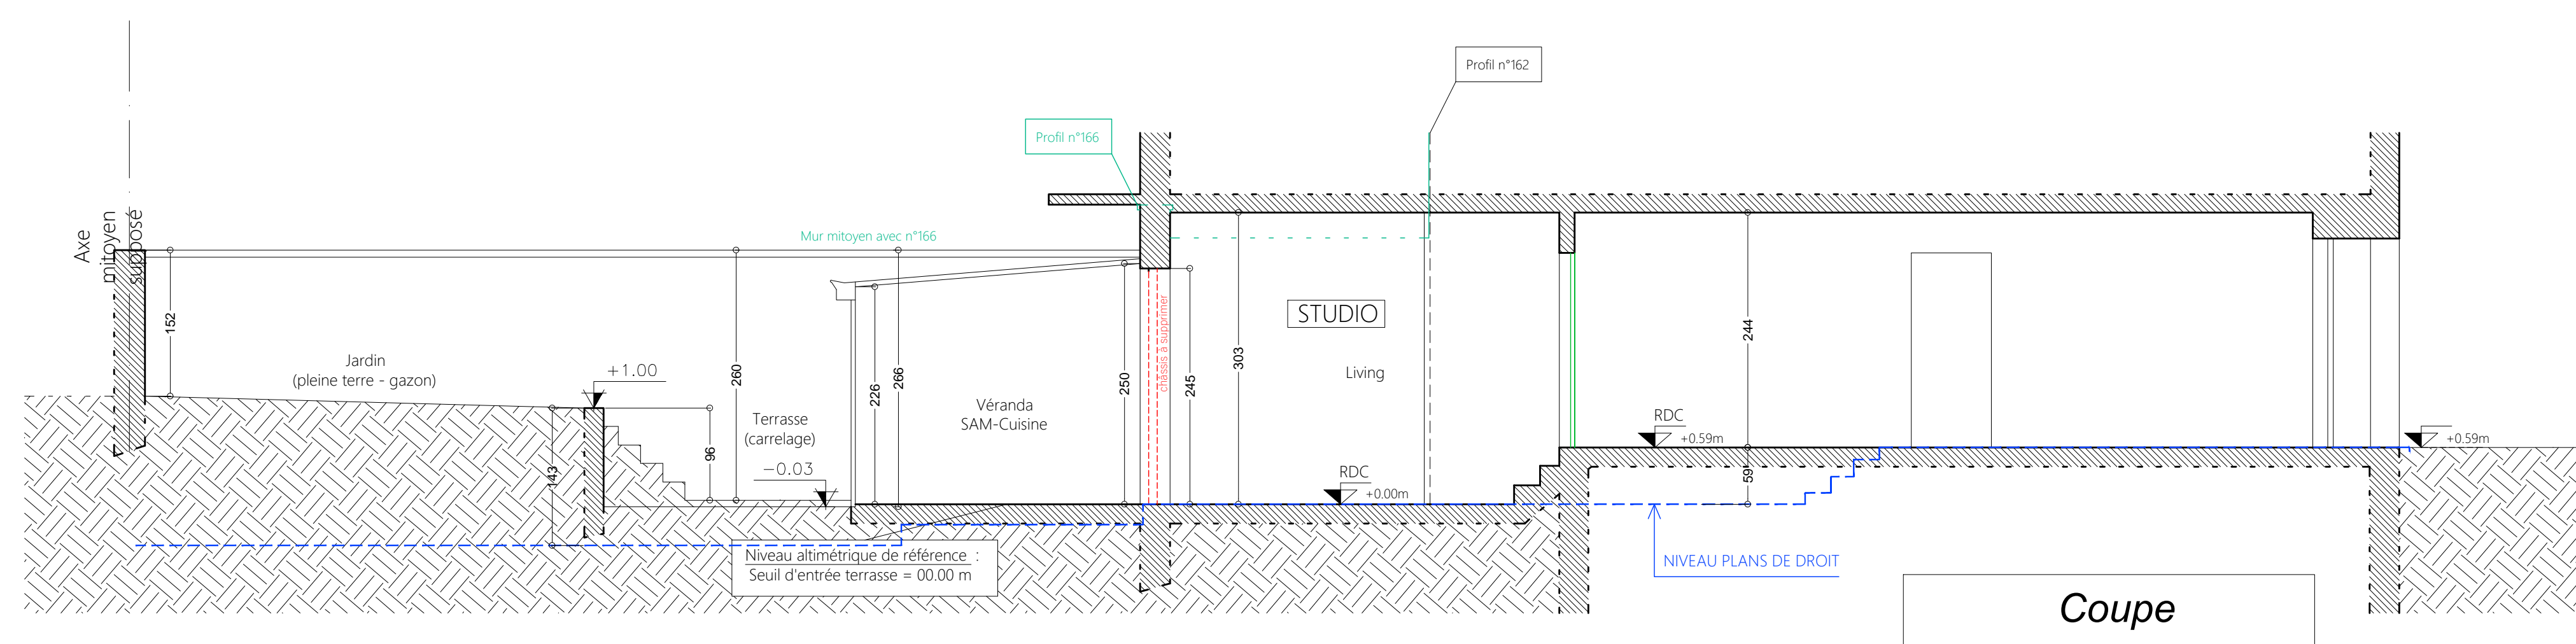 Profil n°162
Profil n°166
Mur mitoyen avec n°166
Axe
mitoyen
supposé
152
Jardin
(pleine terre - gazon)
+1.00
143
96
260
Terrasse
(carrelage)
-0.03
226
266
Véranda
SAM-Cuisine
250
châssis à supprimer
245
303
STUDIO
Living
RDC
+0.00m
244
59
RDC
+0.59m
+0.59m
Niveau altimétrique de référence :
Seuil d'entrée terrasse = 00.00 m
NIVEAU PLANS DE DROIT
Coupe